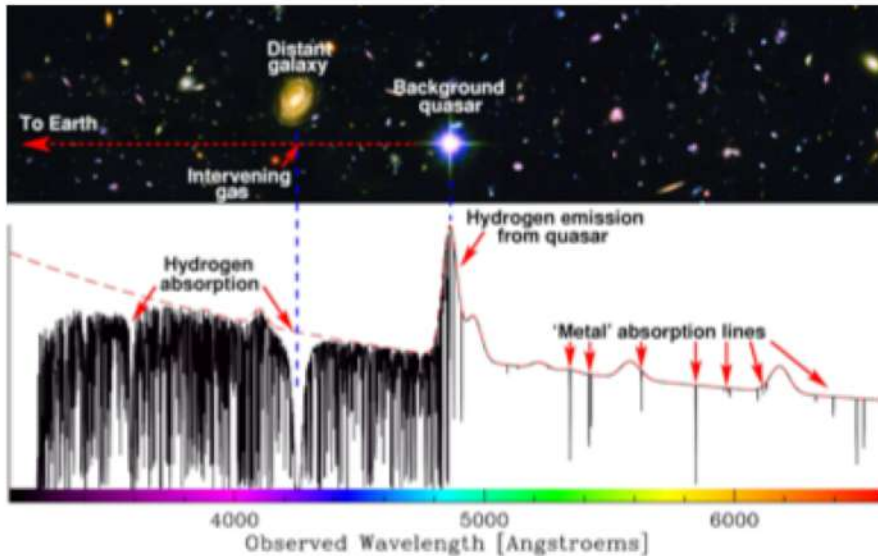 Distant
galaxy
Background
quasar
To Earth
Intervening
gas
Hydrogen emission
from quasar
Hydrogen
absorption
'Metal' absorption lines
4000 5000 6000
Observed Wavelength [Angstroems]